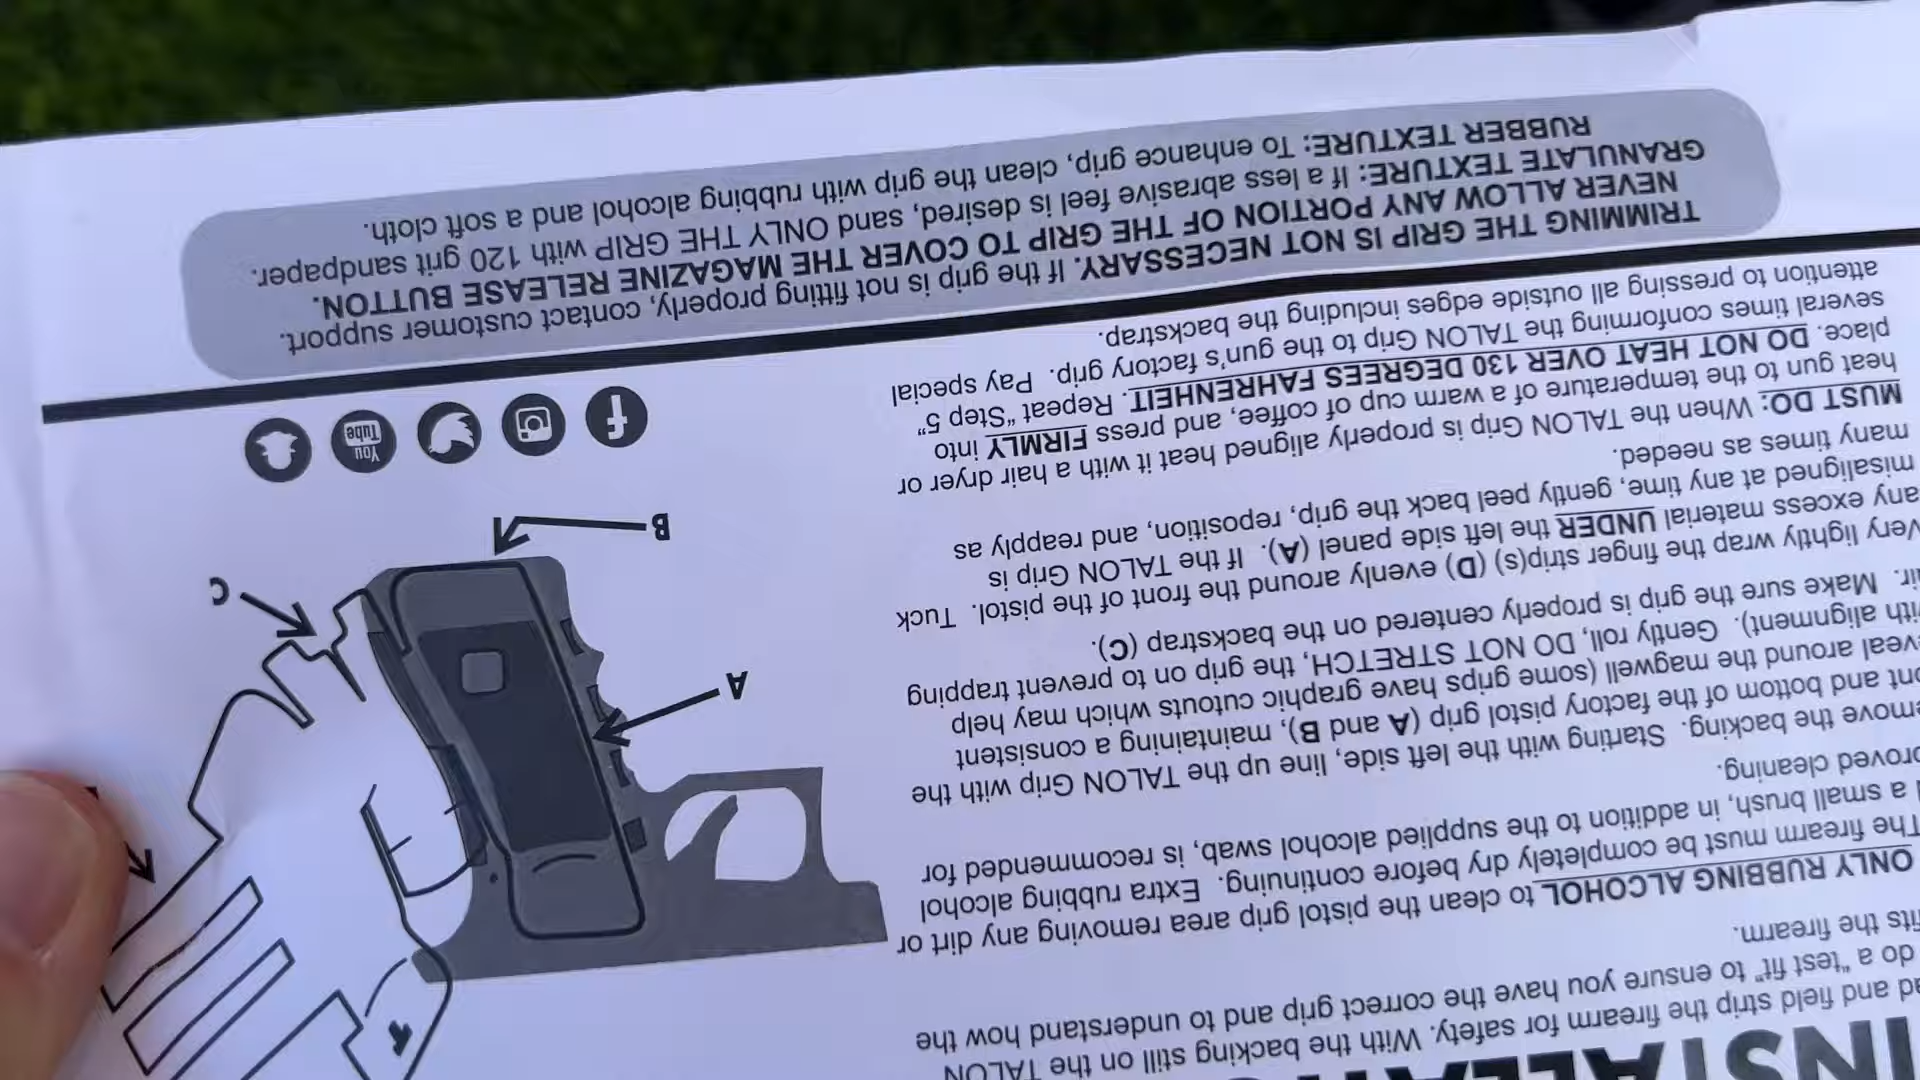 INSTALLATION
and field strip the firearm for safety. With the backing still on the TALON
do a "test fit" to ensure you have the correct grip and to understand how the
fits the firearm.
ONLY RUBBING ALCOHOL to clean the pistol grip area removing any dirt or
The firearm must be completely dry before continuing. Extra rubbing alcohol
a small brush, in addition to the supplied alcohol swab, is recommended for
proved cleaning.
move the backing. Starting with the left side, line up the TALON Grip with the
ont and bottom of the factory pistol grip (A and B), maintaining a consistent
veal around the magwell (some grips have graphic cutouts which may help
ith alignment). Gently roll, DO NOT STRETCH, the grip on to prevent trapping
ir. Make sure the grip is properly centered on the backstrap (C).
Very lightly wrap the finger strip(s) (D) evenly around the front of the pistol. Tuck
any excess material UNDER the left side panel (A). If the TALON Grip is
misaligned at any time, gently peel back the grip, reposition, and reapply as
many times as needed.
MUST DO: When the TALON Grip is properly aligned heat it with a hair dryer or
heat gun to the temperature of a warm cup of coffee, and press FIRMLY into
place. DO NOT HEAT OVER 130 DEGREES FAHRENHEIT. Repeat "Step 5"
several times conforming the TALON Grip to the gun's factory grip. Pay special
attention to pressing all outside edges including the backstrap.
A
B
C
f
You
Tube
TRIMMING THE GRIP IS NOT NECESSARY. If the grip is not fitting properly, contact customer support.
NEVER ALLOW ANY PORTION OF THE GRIP TO COVER THE MAGAZINE RELEASE BUTTON.
GRANULATE TEXTURE: If a less abrasive feel is desired, sand ONLY THE GRIP with 120 grit sandpaper.
RUBBER TEXTURE: To enhance grip, clean the grip with rubbing alcohol and a soft cloth.